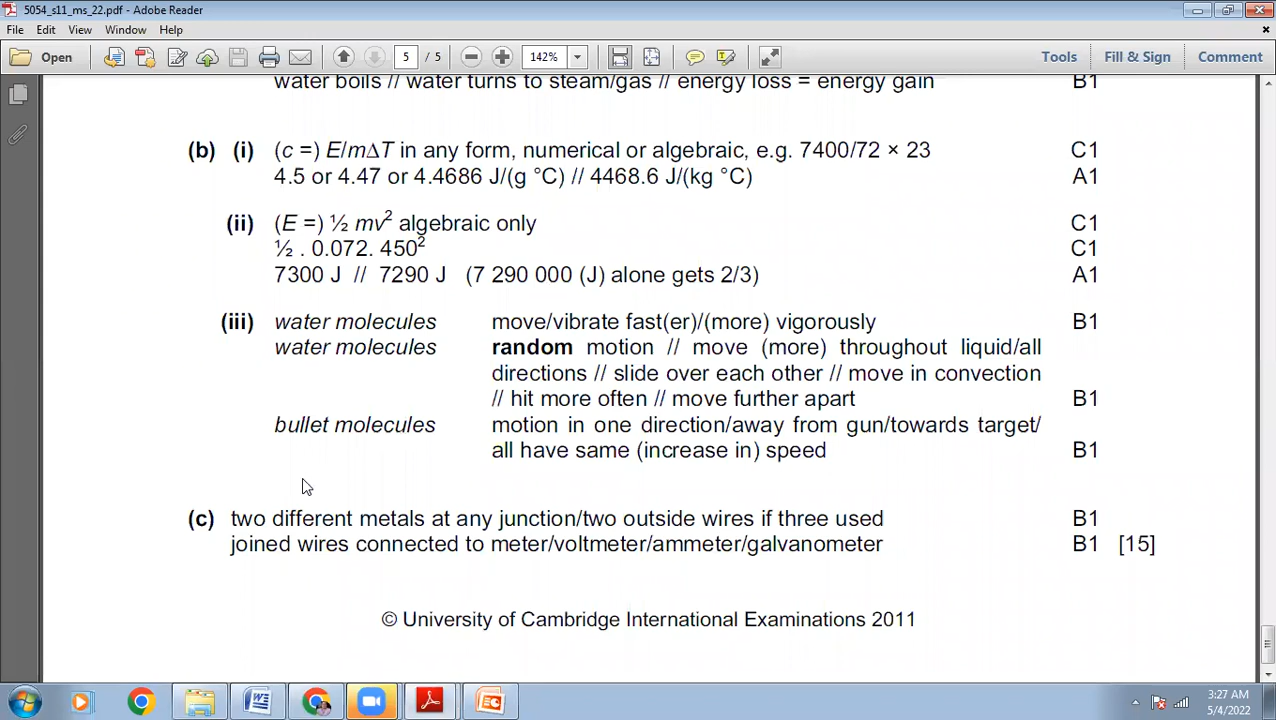 5054_s11_ms_22.pdf - Adobe Reader
File Edit View Window Help
Open 5 / 5 142% Tools Fill & Sign Comment
water boils // water turns to steam/gas // energy loss = energy gain B1
(b) (i) (c =) E/m∆T in any form, numerical or algebraic, e.g. 7400/72 × 23 C1
4.5 or 4.47 or 4.4686 J/(g °C) // 4468.6 J/(kg °C) A1
(ii) (E =) ½ mv² algebraic only C1
½ . 0.072. 450² C1
7300 J // 7290 J (7 290 000 (J) alone gets 2/3) A1
(iii) water molecules move/vibrate fast(er)/(more) vigorously B1
water molecules random motion // move (more) throughout liquid/all
directions // slide over each other // move in convection
// hit more often // move further apart B1
bullet molecules motion in one direction/away from gun/towards target/
all have same (increase in) speed B1
(c) two different metals at any junction/two outside wires if three used B1
joined wires connected to meter/voltmeter/ammeter/galvanometer B1 [15]
© University of Cambridge International Examinations 2011
3:27 AM
5/4/2022